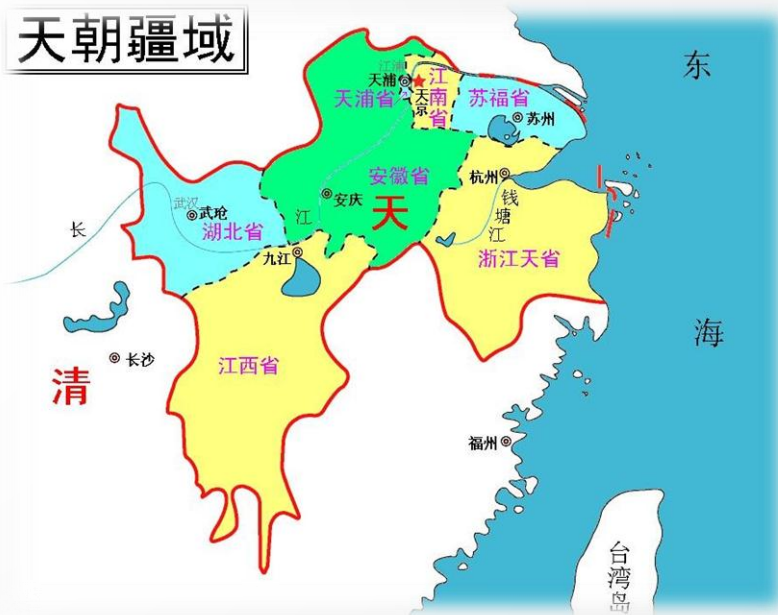 天朝疆域
东
江浦
天浦
天京
天浦省
江南省
苏福省
苏州
安徽省
杭州
钱塘江
武汉
武玱
安庆
天
长
江
湖北省
九江
浙江天省
海
长沙
江西省
清
福州
台湾岛